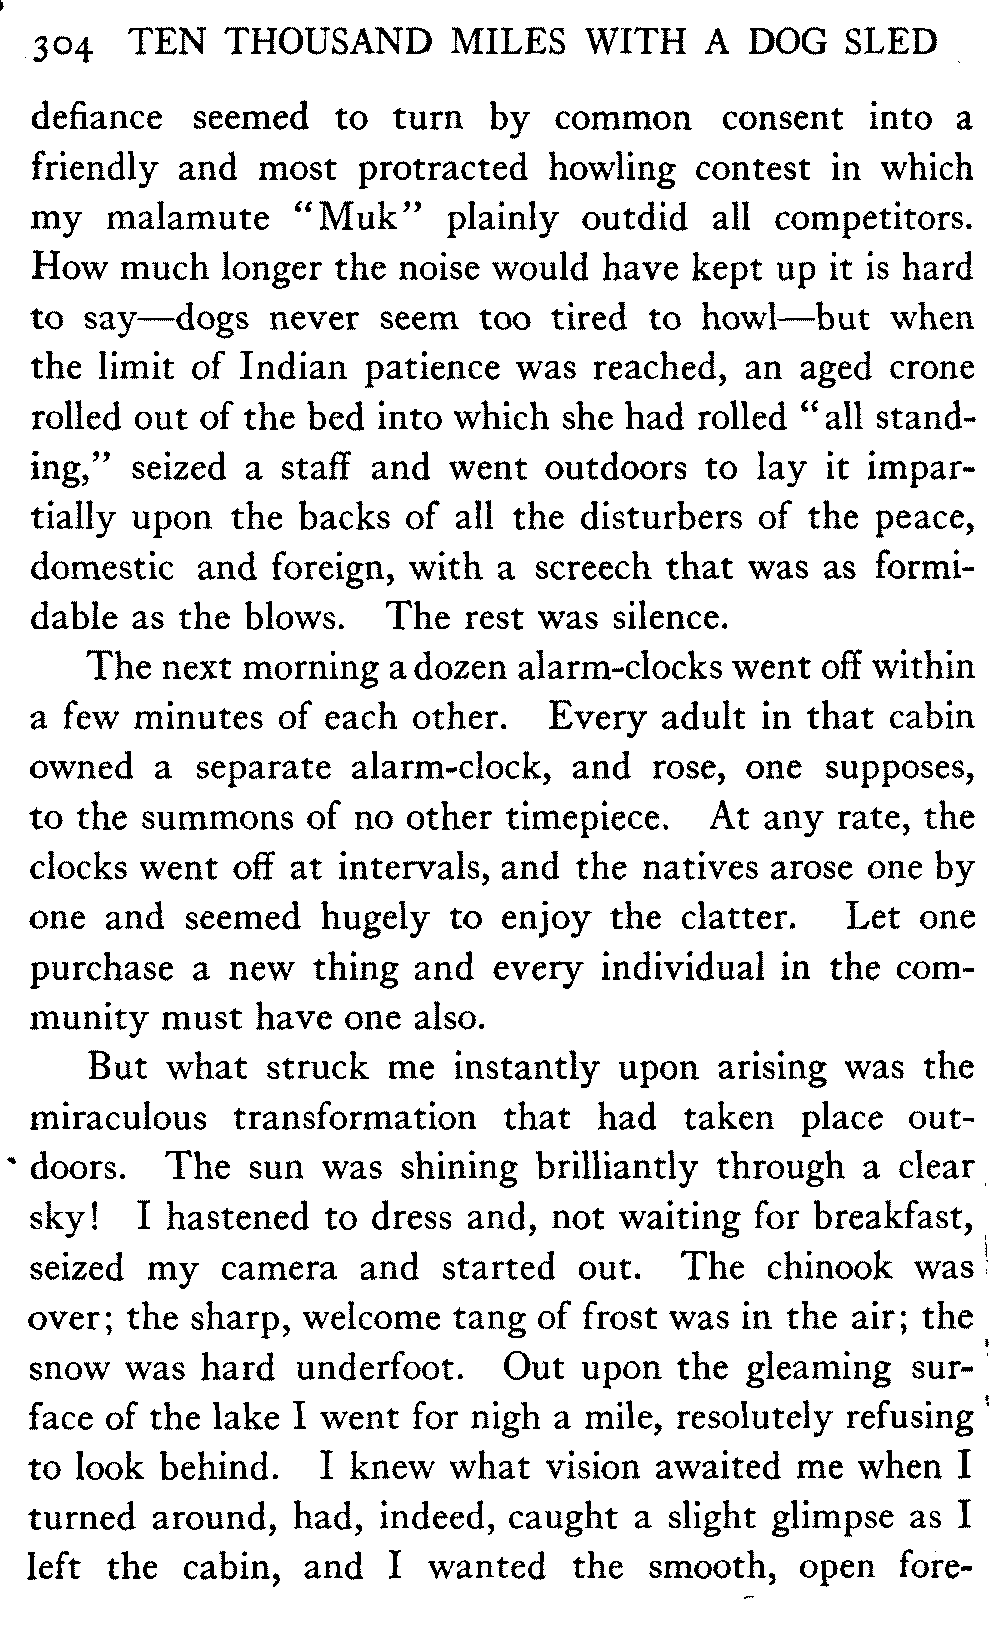 304 TEN THOUSAND MILES WITH A DOG SLED
defiance seemed to turn by common consent into a
friendly and most protracted howling contest in which
my malamute “Muk” plainly outdid all competitors.
How much longer the noise would have kept up it is hard
to say—dogs never seem too tired to howl—but when
the limit of Indian patience was reached, an aged crone
rolled out of the bed into which she had rolled “all stand-
ing,” seized a staff and went outdoors to lay it impar-
tially upon the backs of all the disturbers of the peace,
domestic and foreign, with a screech that was as formi-
dable as the blows. The rest was silence.
The next morning a dozen alarm-clocks went off within
a few minutes of each other. Every adult in that cabin
owned a separate alarm-clock, and rose, one supposes,
to the summons of no other timepiece. At any rate, the
clocks went off at intervals, and the natives arose one by
one and seemed hugely to enjoy the clatter. Let one
purchase a new thing and every individual in the com-
munity must have one also.
But what struck me instantly upon arising was the
miraculous transformation that had taken place out-
doors. The sun was shining brilliantly through a clear
sky! I hastened to dress and, not waiting for breakfast,
seized my camera and started out. The chinook was
over; the sharp, welcome tang of frost was in the air; the
snow was hard underfoot. Out upon the gleaming sur-
face of the lake I went for nigh a mile, resolutely refusing
to look behind. I knew what vision awaited me when I
turned around, had, indeed, caught a slight glimpse as I
left the cabin, and I wanted the smooth, open fore-